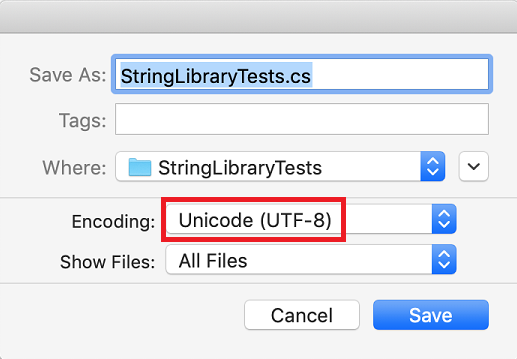 Save As: StringLibraryTests.cs
Tags:
Where: StringLibraryTests
Encoding: Unicode (UTF-8)
Show Files: All Files
Cancel Save